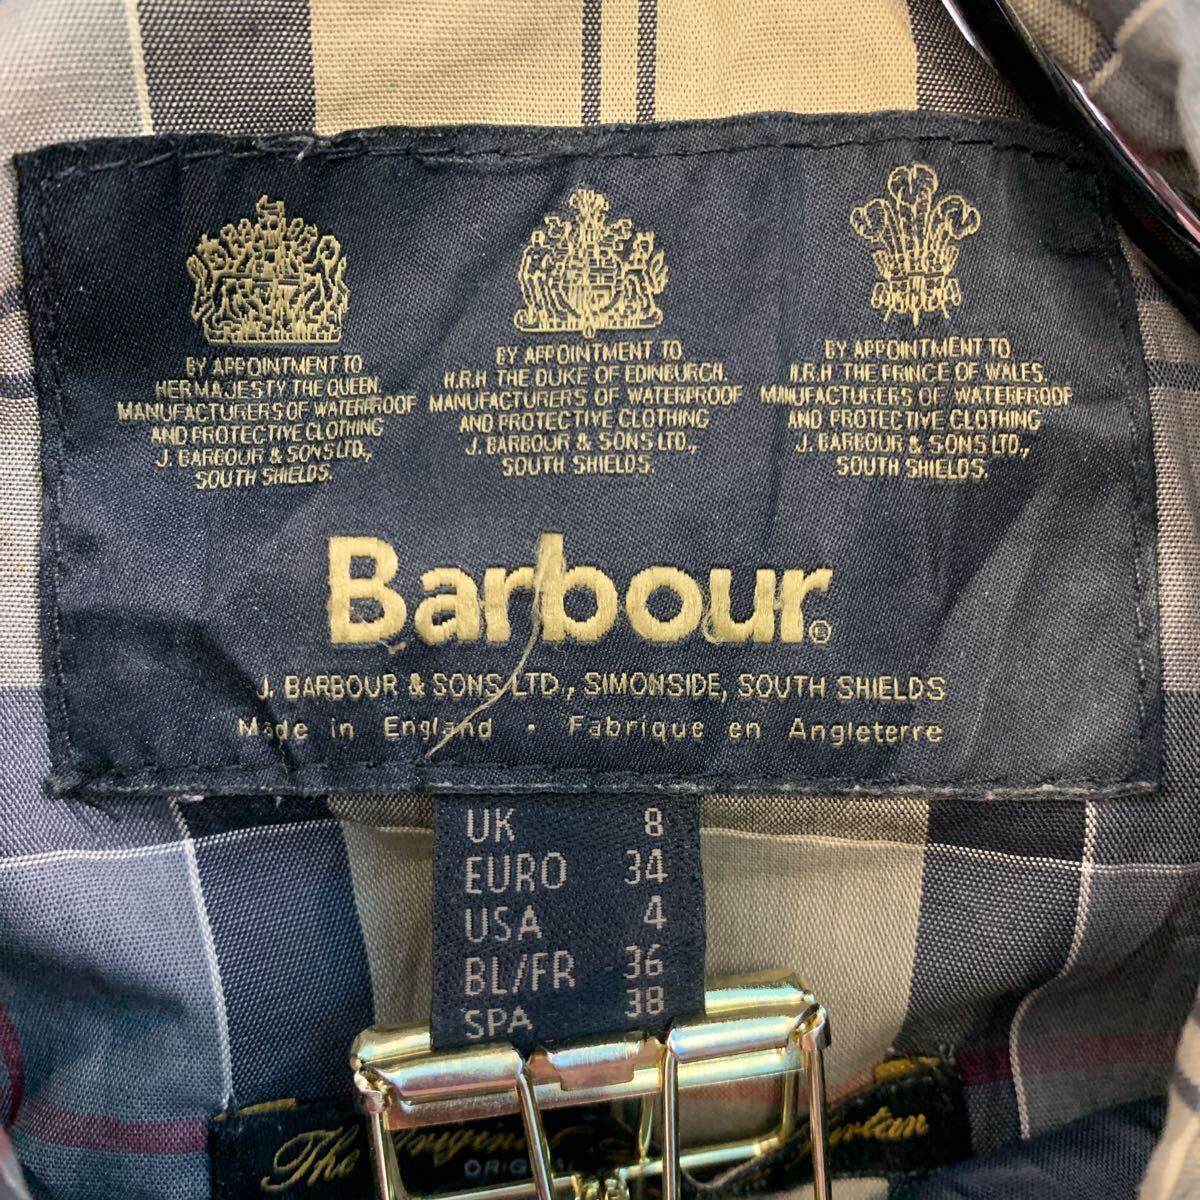 BY APPOINTMENT TO
HER MAJESTY THE QUEEN.
MANUFACTURERS OF WATERPROOF
AND PROTECTIVE CLOTHING
J. BARBOUR & SONS LTD.,
SOUTH SHIELDS.
BY APPOINTMENT TO
H.R.H THE DUKE OF EDINBURGH.
MANUFACTURERS OF WATERPROOF
AND PROTECTIVE CLOTHING
J. BARBOUR & SONS LTD.,
SOUTH SHIELDS.
BY APPOINTMENT TO
H.R.H THE PRINCE OF WALES.
MANUFACTURERS OF WATERPROOF
AND PROTECTIVE CLOTHING
J. BARBOUR & SONS LTD.,
SOUTH SHIELDS.
Barbour
J. BARBOUR & SONS LTD., SIMONSIDE, SOUTH SHIELDS
Made in England · Fabrique en Angleterre
UK 8
EURO 34
USA 4
BL/FR 36
SPA 38
The Tartan
ORIGINAL